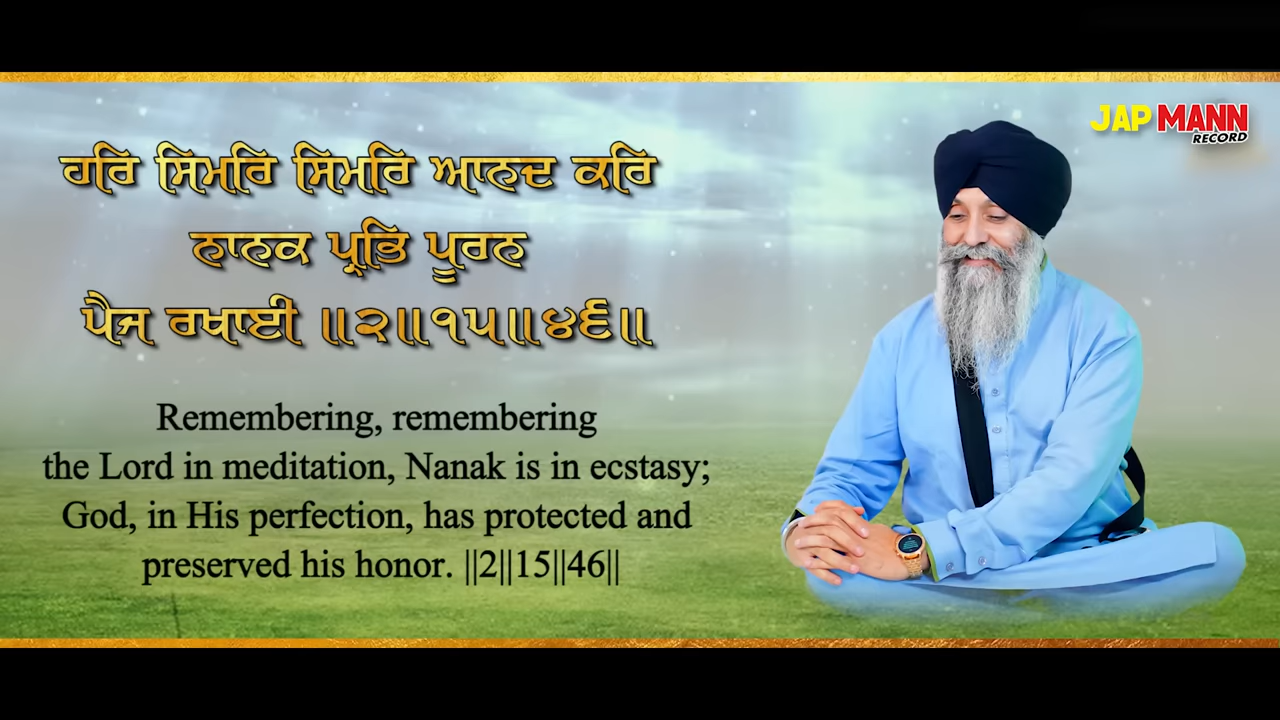 ਹਰਿ ਸਿਮਰਿ ਸਿਮਰਿ ਆਨਦ ਕਰਿ
ਨਾਨਕ ਪ੍ਰਭਿ ਪੂਰਨ
ਪੈਜ ਰਖਾਈ ॥੨॥੧੫॥੪੬॥
Remembering, remembering
the Lord in meditation, Nanak is in ecstasy;
God, in His perfection, has protected and
preserved his honor. ||2||15||46||
JAP MANN
RECORD